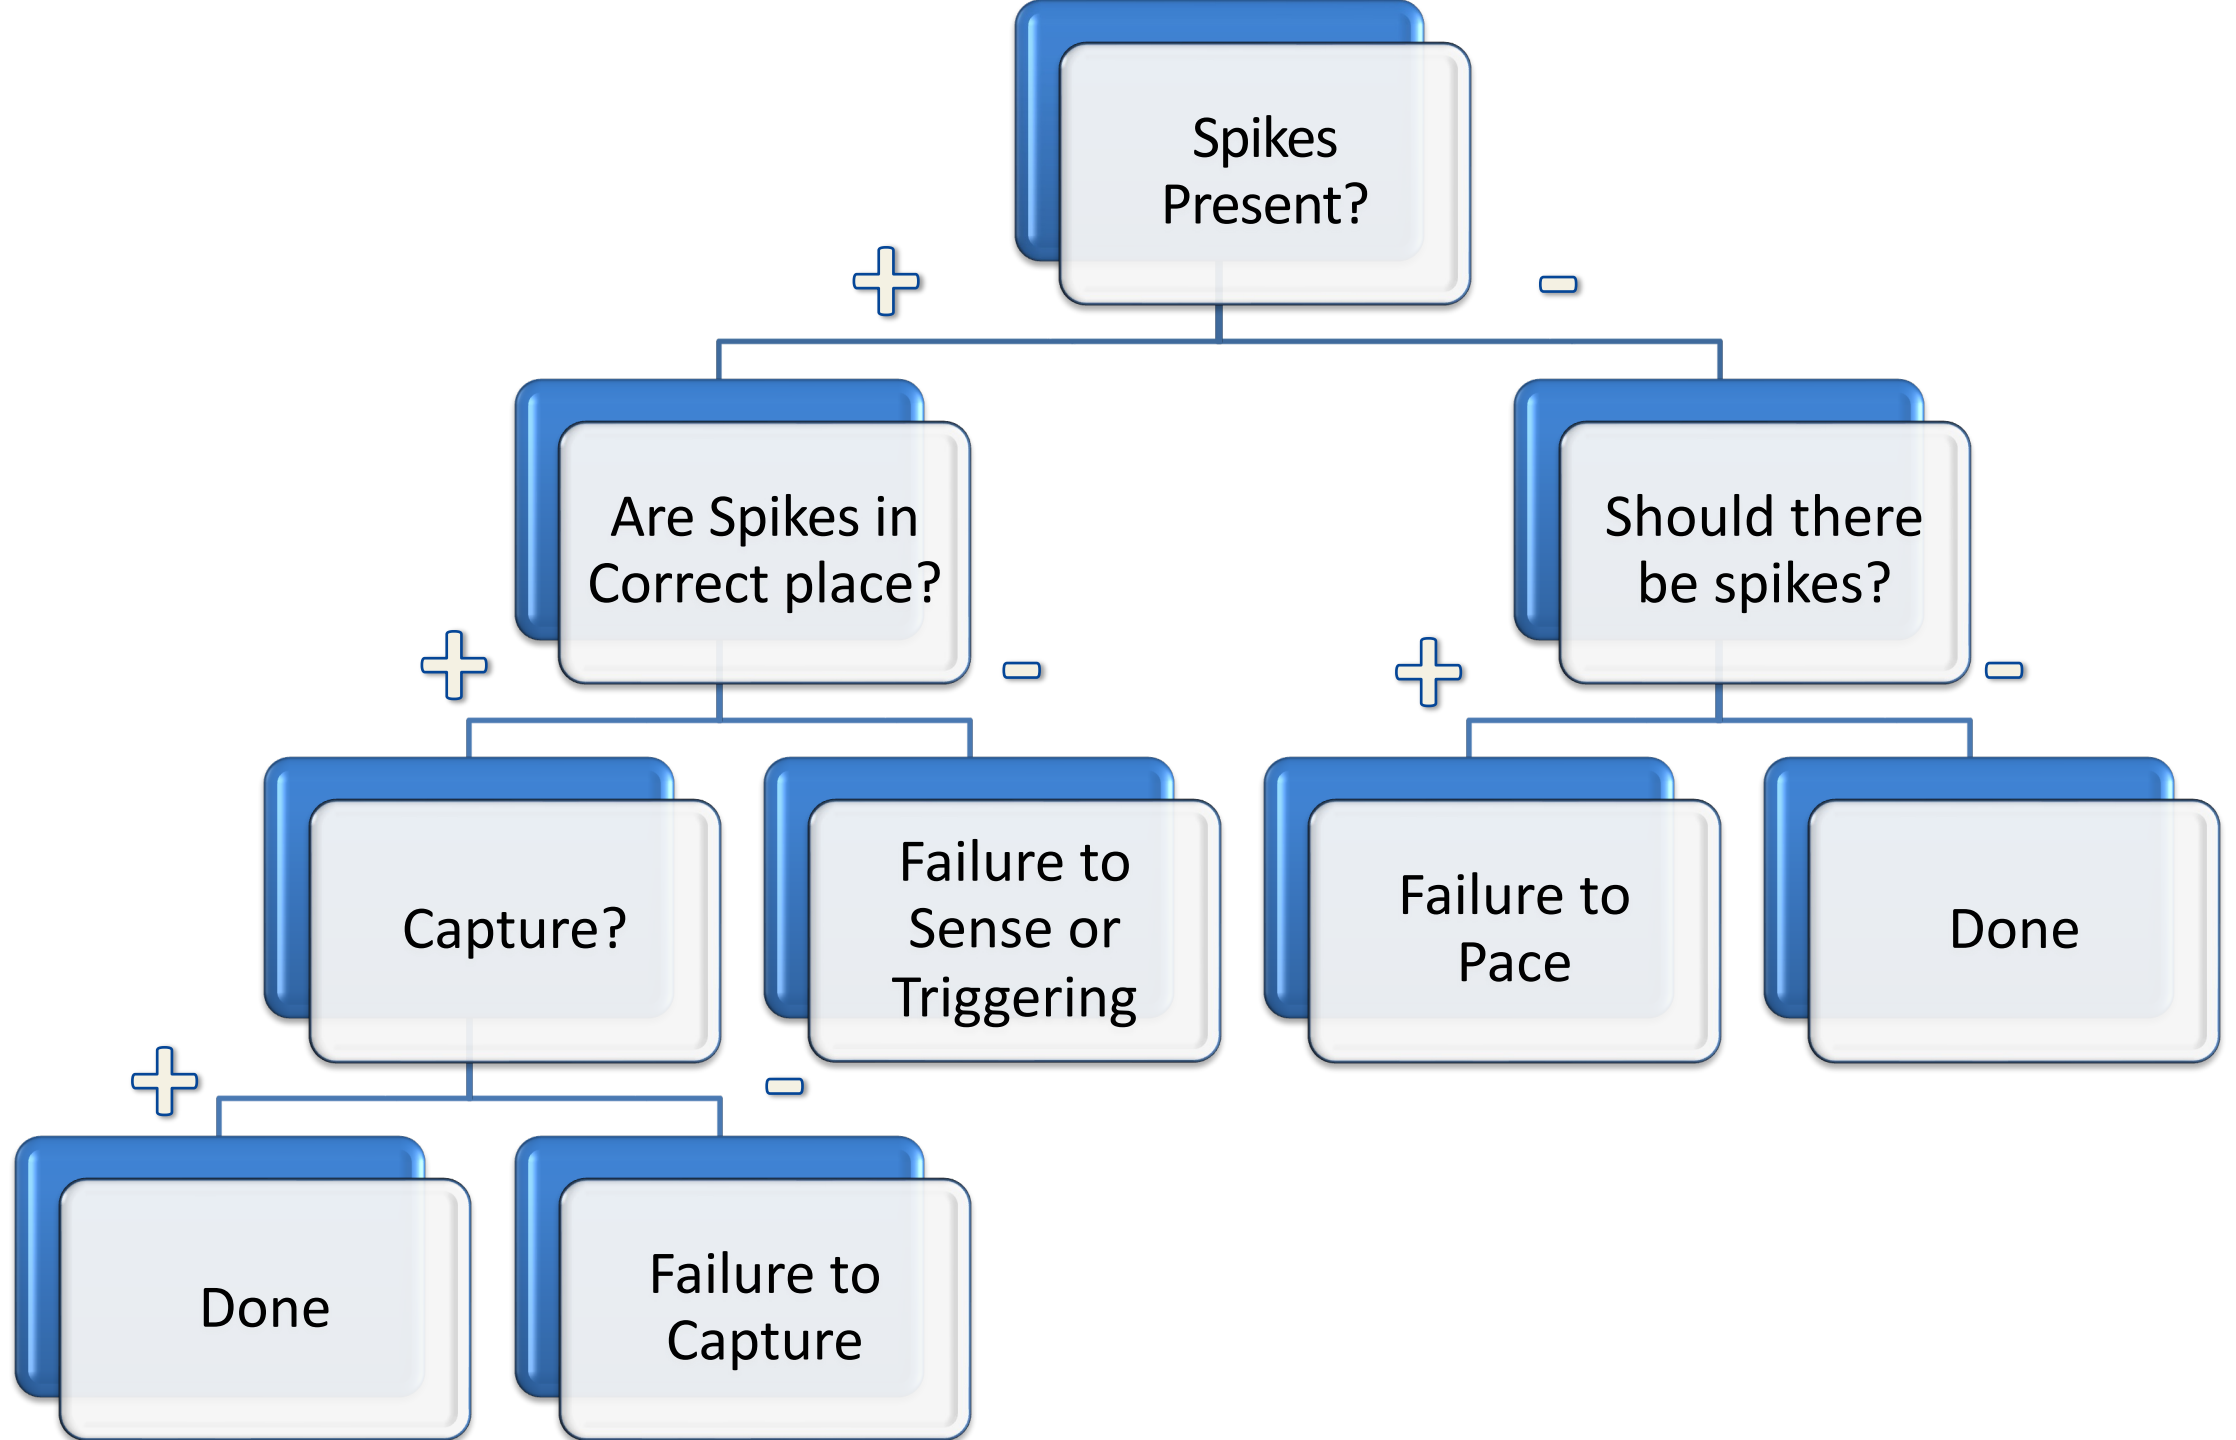 Spikes
Present?
+
-
Are Spikes in
Correct place?
Should there
be spikes?
+
-
+
-
Capture?
Failure to
Sense or
Triggering
Failure to
Pace
Done
+
-
Done
Failure to
Capture